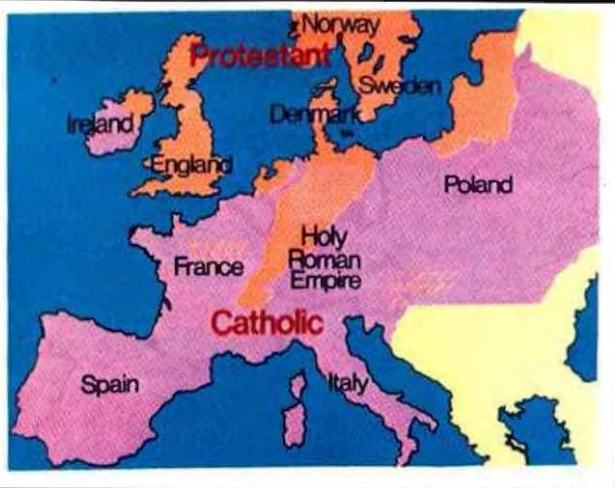 Norway
Protestant
Sweden
Denmark
Ireland
England
Poland
Holy
Roman
Empire
France
Catholic
Spain
Italy